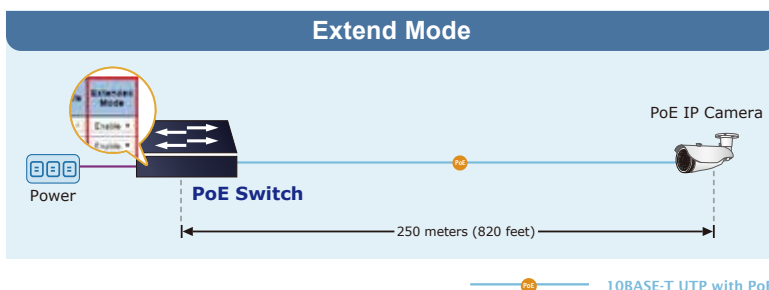 Extend Mode
Extended
Mode
Enable
Enable
PoE IP Camera
PoE
Power
PoE Switch
250 meters (820 feet)
PoE
10BASE-T UTP with PoE